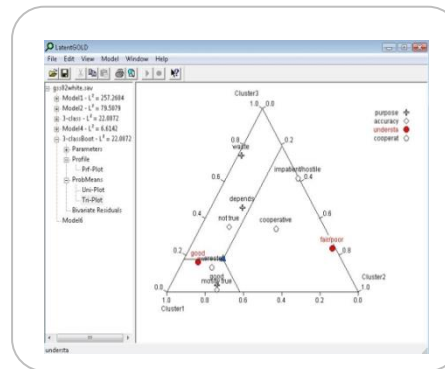 LatentGOLD
File Edit View Model Window Help
gss82white.sav
Model1 - L² = 257.2604
Model2 - L² = 79.5079
3-class - L² = 22.0872
Model4 - L² = 6.6142
3-classBoot - L² = 22.0872
Parameters
Profile
Prf-Plot
ProbMeans
Uni-Plot
Tri-Plot
Bivariate Residuals
Model6
Cluster3
1.0 0.0
purpose
accuracy
understa
cooperat
0.8 0.2
waste
impatient/hostile
0.6 0.4
depends
not true
cooperative
0.4 0.6
good
fair/poor
0.2 0.8
good
mostly true
0.0 1.0
Cluster2
1.0 0.8 0.6 0.4 0.2 0.0
Cluster1
understa